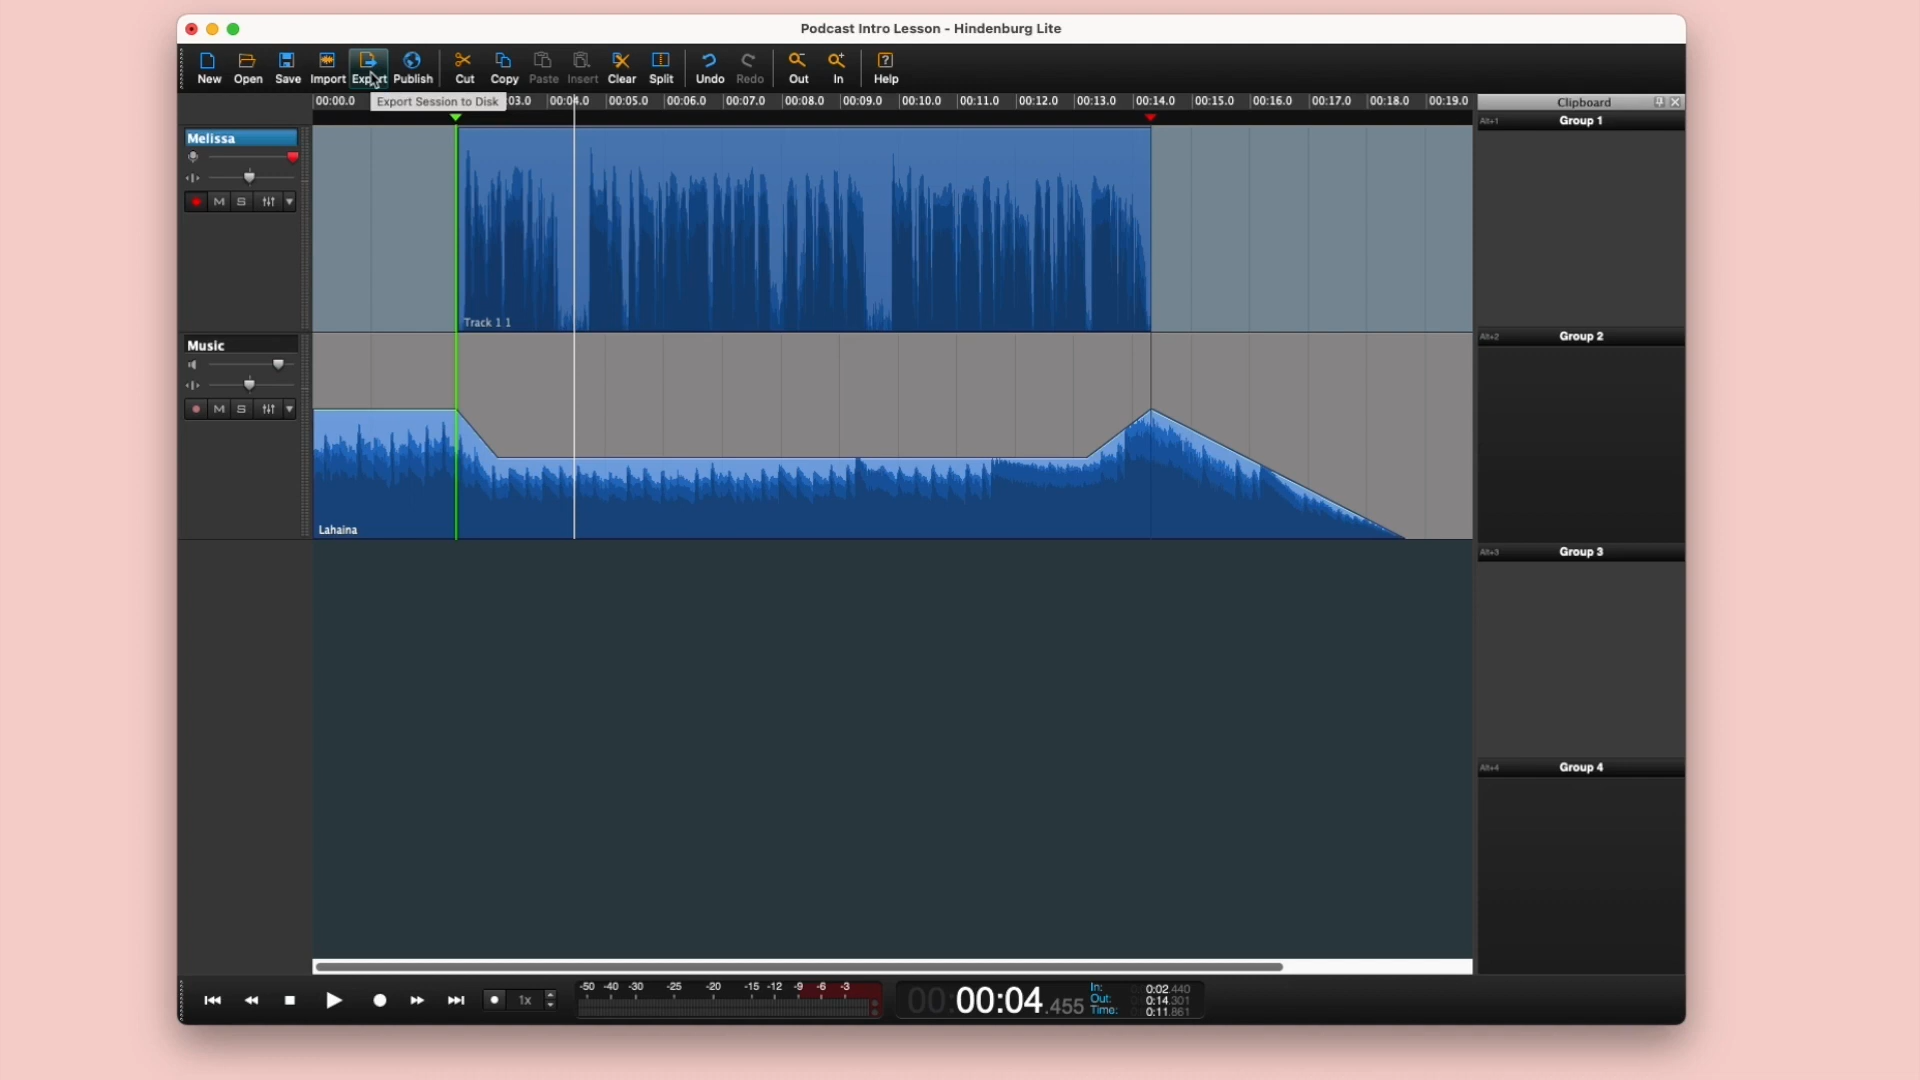 Podcast Intro Lesson - Hindenburg Lite
New Open Save Import Export Publish Cut Copy Paste Insert Clear Split Undo Redo Out In Help
Export Session to Disk
00:00.0 03.0 00:04.0 00:05.0 00:06.0 00:07.0 00:08.0 00:09.0 00:10.0 00:11.0 00:12.0 00:13.0 00:14.0 00:15.0 00:16.0 00:17.0 00:18.0 00:19.0
Clipboard
Alt+1 Group 1
Melissa
M S
Track 1 1
Alt+2 Group 2
Music
M S
Lahaina
Alt+3 Group 3
Alt+4 Group 4
1x
-50 -40 -30 -25 -20 -15 -12 -9 -6 -3
00:00:04.455
In: 0:02.440
Out: 0:14.301
Time: 0:11.861